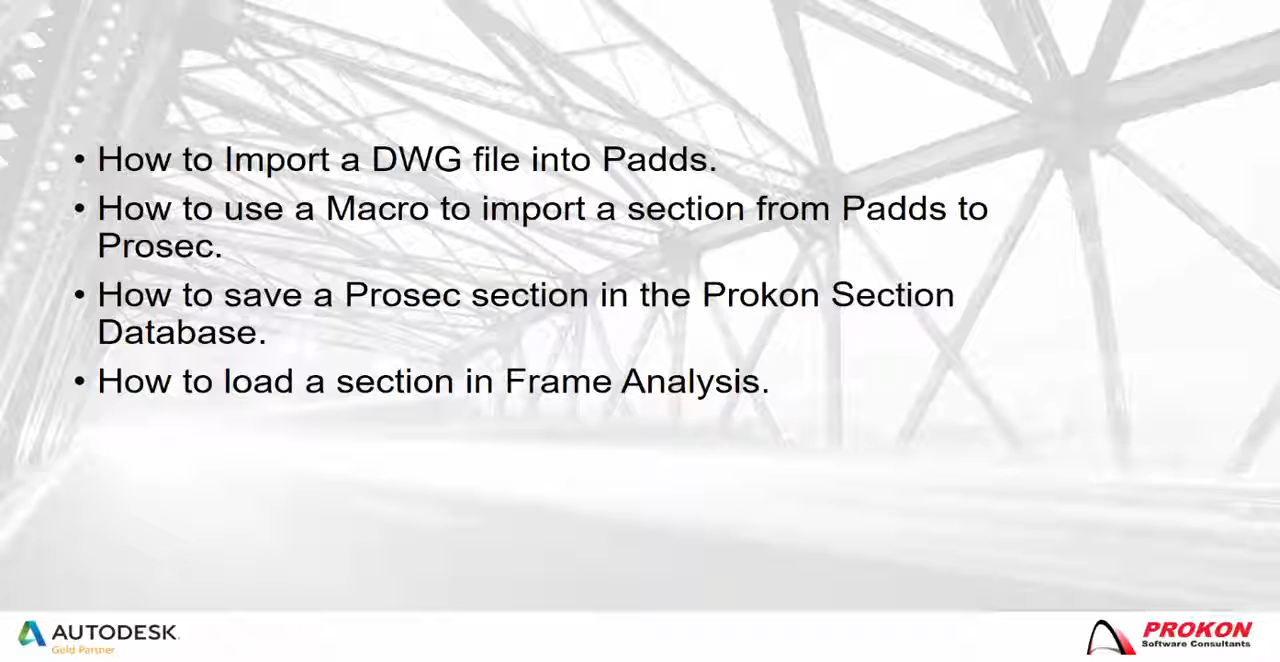 • How to Import a DWG file into Padds.
• How to use a Macro to import a section from Padds to
Prosec.
• How to save a Prosec section in the Prokon Section
Database.
• How to load a section in Frame Analysis.
AUTODESK.
Gold Partner
PROKON
Software Consultants